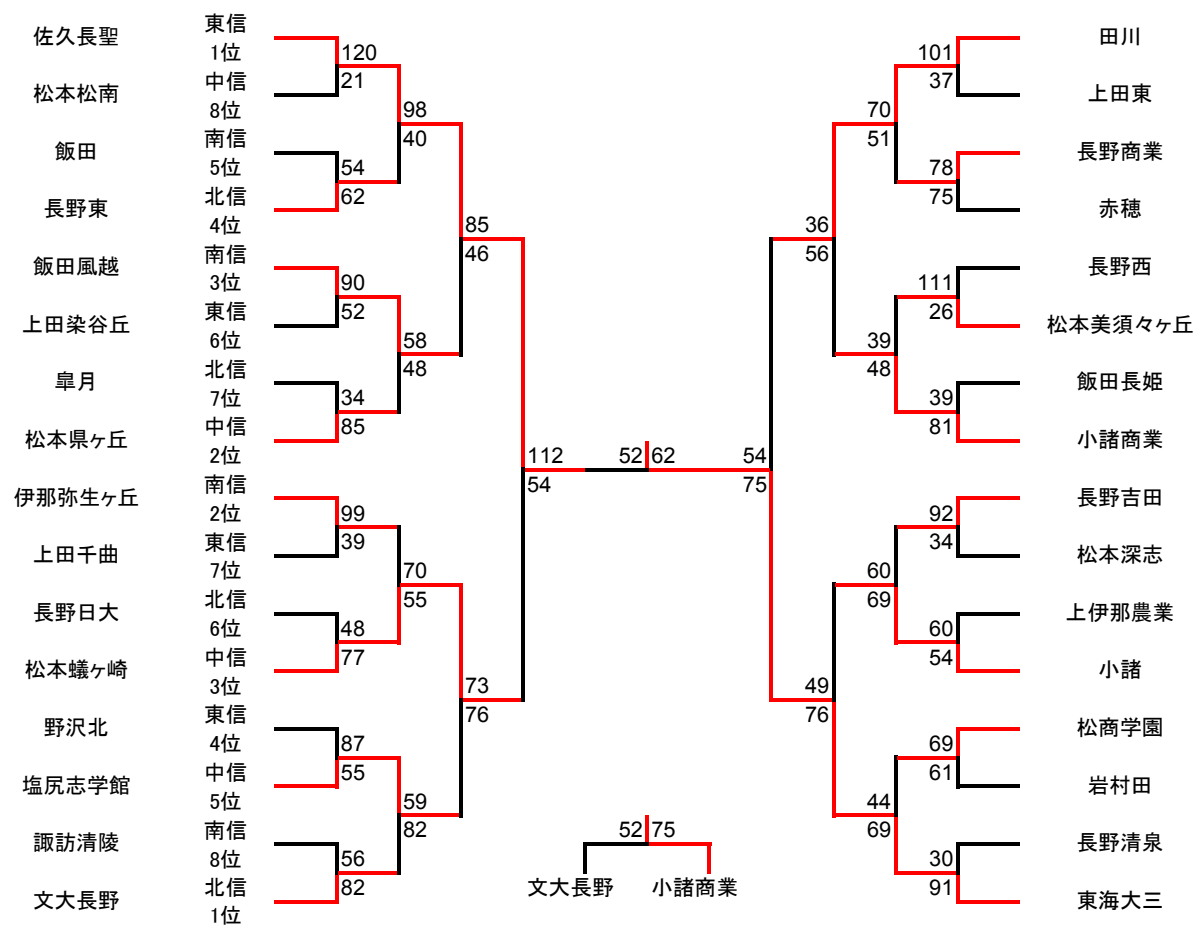 佐久長聖 東信 1位
松本松南 中信 8位
飯田 南信 5位
長野東 北信 4位
飯田風越 南信 3位
上田染谷丘 東信 6位
皐月 北信 7位
松本県ヶ丘 中信 2位
伊那弥生ヶ丘 南信 2位
上田千曲 東信 7位
長野日大 北信 6位
松本蟻ヶ崎 中信 3位
野沢北 東信 4位
塩尻志学館 中信 5位
諏訪清陵 南信 8位
文大長野 北信 1位
120
21
54
62
90
52
34
85
99
39
48
77
87
55
56
82
98
40
58
48
70
55
59
82
85
46
73
76
112
54
52 62
54
75
36
56
49
76
70
51
39
48
60
69
44
69
101
37
78
75
111
26
39
81
92
34
60
54
69
61
30
91
田川
上田東
長野商業
赤穂
長野西
松本美須々ヶ丘
飯田長姫
小諸商業
長野吉田
松本深志
上伊那農業
小諸
松商学園
岩村田
長野清泉
東海大三
52 75
文大長野 小諸商業